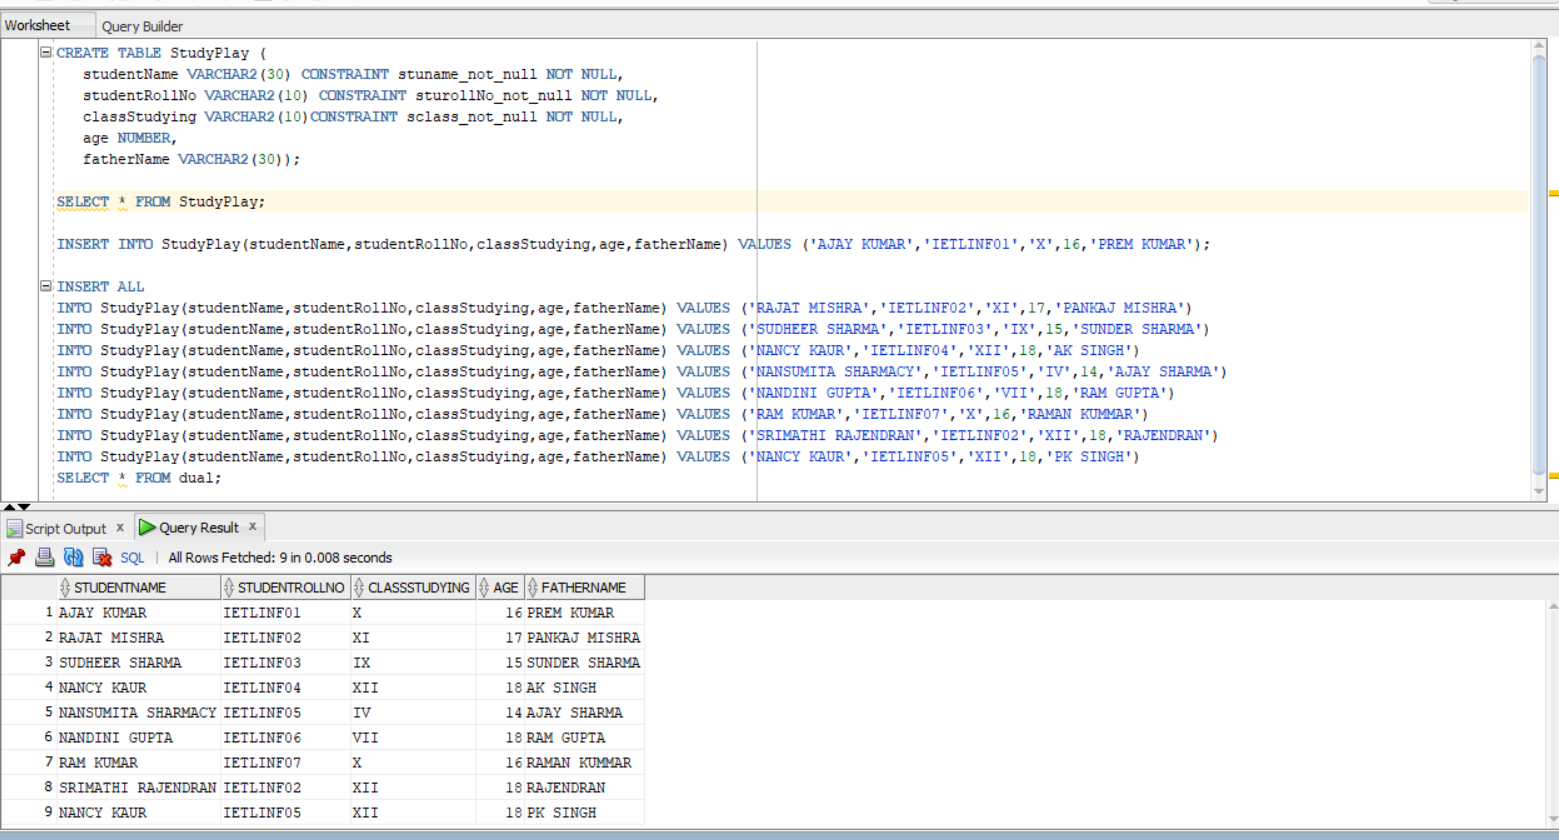 Worksheet Query Builder
CREATE TABLE StudyPlay (
studentName VARCHAR2(30) CONSTRAINT stuname_not_null NOT NULL,
studentRollNo VARCHAR2(10) CONSTRAINT sturollNo_not_null NOT NULL,
classStudying VARCHAR2(10)CONSTRAINT sclass_not_null NOT NULL,
age NUMBER,
fatherName VARCHAR2(30));
SELECT * FROM StudyPlay;
INSERT INTO StudyPlay(studentName,studentRollNo,classStudying,age,fatherName) VALUES ('AJAY KUMAR','IETLINF01','X',16,'PREM KUMAR');
INSERT ALL
INTO StudyPlay(studentName,studentRollNo,classStudying,age,fatherName) VALUES ('RAJAT MISHRA','IETLINF02','XI',17,'PANKAJ MISHRA')
INTO StudyPlay(studentName,studentRollNo,classStudying,age,fatherName) VALUES ('SUDHEER SHARMA','IETLINF03','IX',15,'SUNDER SHARMA')
INTO StudyPlay(studentName,studentRollNo,classStudying,age,fatherName) VALUES ('NANCY KAUR','IETLINF04','XII',18,'AK SINGH')
INTO StudyPlay(studentName,studentRollNo,classStudying,age,fatherName) VALUES ('NANSUMITA SHARMACY','IETLINF05','IV',14,'AJAY SHARMA')
INTO StudyPlay(studentName,studentRollNo,classStudying,age,fatherName) VALUES ('NANDINI GUPTA','IETLINF06','VII',18,'RAM GUPTA')
INTO StudyPlay(studentName,studentRollNo,classStudying,age,fatherName) VALUES ('RAM KUMAR','IETLINF07','X',16,'RAMAN KUMMAR')
INTO StudyPlay(studentName,studentRollNo,classStudying,age,fatherName) VALUES ('SRIMATHI RAJENDRAN','IETLINF02','XII',18,'RAJENDRAN')
INTO StudyPlay(studentName,studentRollNo,classStudying,age,fatherName) VALUES ('NANCY KAUR','IETLINF05','XII',18,'PK SINGH')
SELECT * FROM dual;
Script Output x Query Result x
SQL | All Rows Fetched: 9 in 0.008 seconds
STUDENTNAME STUDENTROLLNO CLASSSTUDYING AGE FATHERNAME
1 AJAY KUMAR IETLINF01 X 16 PREM KUMAR
2 RAJAT MISHRA IETLINF02 XI 17 PANKAJ MISHRA
3 SUDHEER SHARMA IETLINF03 IX 15 SUNDER SHARMA
4 NANCY KAUR IETLINF04 XII 18 AK SINGH
5 NANSUMITA SHARMACY IETLINF05 IV 14 AJAY SHARMA
6 NANDINI GUPTA IETLINF06 VII 18 RAM GUPTA
7 RAM KUMAR IETLINF07 X 16 RAMAN KUMMAR
8 SRIMATHI RAJENDRAN IETLINF02 XII 18 RAJENDRAN
9 NANCY KAUR IETLINF05 XII 18 PK SINGH